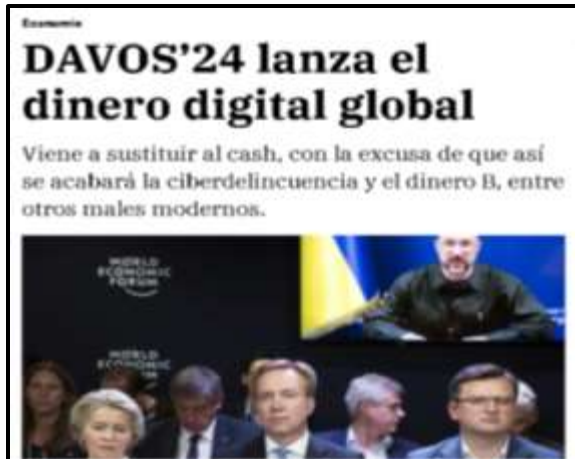 Economía
DAVOS’24 lanza el
dinero digital global
Viene a sustituir al cash, con la excusa de que así
se acabará la ciberdelincuencia y el dinero B, entre
otros males modernos.
WORLD
ECONOMIC
FORUM
WORLD
ECONOMIC